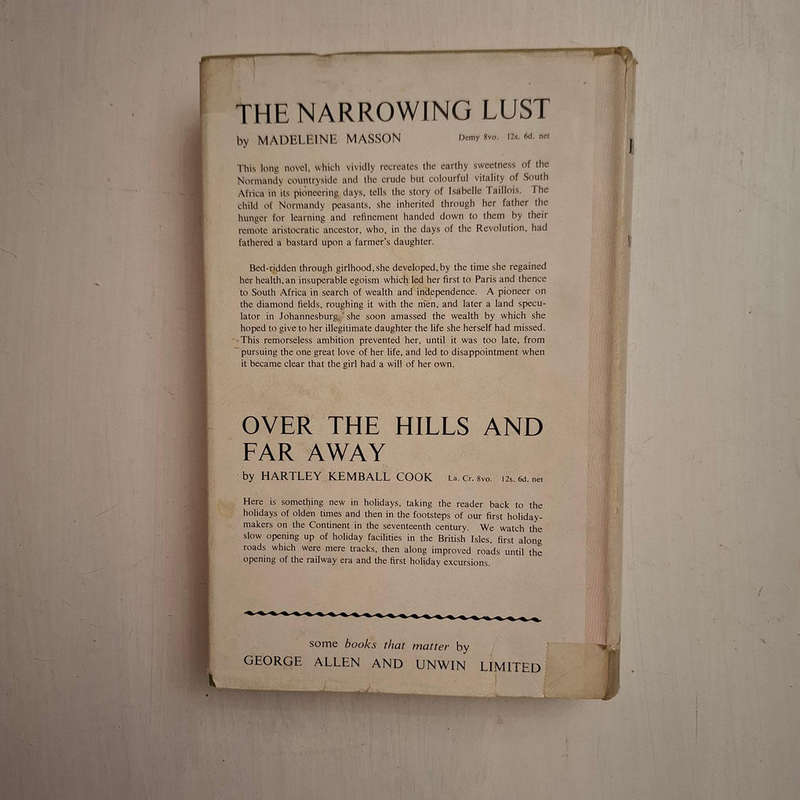 THE NARROWING LUST
by MADELEINE MASSON Demy 8vo. 12s. 6d. net
This long novel, which vividly recreates the earthy sweetness of the
Normandy countryside and the crude but colourful vitality of South
Africa in its pioneering days, tells the story of Isabelle Taillois. The
child of Normandy peasants, she inherited through her father the
hunger for learning and refinement handed down to them by their
remote aristocratic ancestor, who, in the days of the Revolution, had
fathered a bastard upon a farmer's daughter.
Bed-ridden through girlhood, she developed, by the time she regained
her health, an insuperable egoism which led her first to Paris and thence
to South Africa in search of wealth and independence. A pioneer on
the diamond fields, roughing it with the men, and later a land specu-
lator in Johannesburg, she soon amassed the wealth by which she
hoped to give to her illegitimate daughter the life she herself had missed.
This remorseless ambition prevented her, until it was too late, from
pursuing the one great love of her life, and led to disappointment when
it became clear that the girl had a will of her own.
OVER THE HILLS AND
FAR AWAY
by HARTLEY KEMBALL COOK La. Cr. 8vo. 12s. 6d. net
Here is something new in holidays, taking the reader back to the
holidays of olden times and then in the footsteps of our first holiday-
makers on the Continent in the seventeenth century. We watch the
slow opening up of holiday facilities in the British Isles, first along
roads which were mere tracks, then along improved roads until the
opening of the railway era and the first holiday excursions.
some books that matter by
GEORGE ALLEN AND UNWIN LIMITED